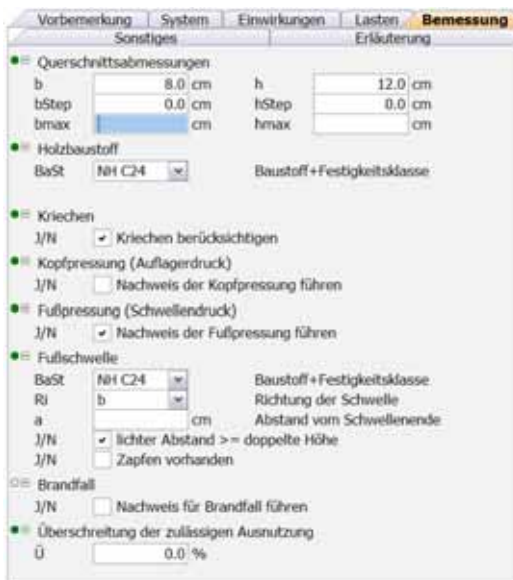 Vorbemerkung System Einwirkungen Lasten Bemessung
Sonstiges Erläuterung
Querschnittsabmessungen
b 8.0 cm h 12.0 cm
bStep 0.0 cm hStep 0.0 cm
bmax cm hmax cm
Holzbaustoff
BaSt NH C24 Baustoff+Festigkeitsklasse
Kriechen
J/N Kriechen berücksichtigen
Kopfpressung (Auflagerdruck)
J/N Nachweis der Kopfpressung führen
Fußpressung (Schwellendruck)
J/N Nachweis der Fußpressung führen
Fußschwelle
BaSt NH C24 Baustoff+Festigkeitsklasse
Ri b Richtung der Schwelle
a cm Abstand vom Schwellenende
J/N lichter Abstand >= doppelte Höhe
J/N Zapfen vorhanden
Brandfall
J/N Nachweis für Brandfall führen
Überschreitung der zulässigen Ausnutzung
Ü 0.0 %